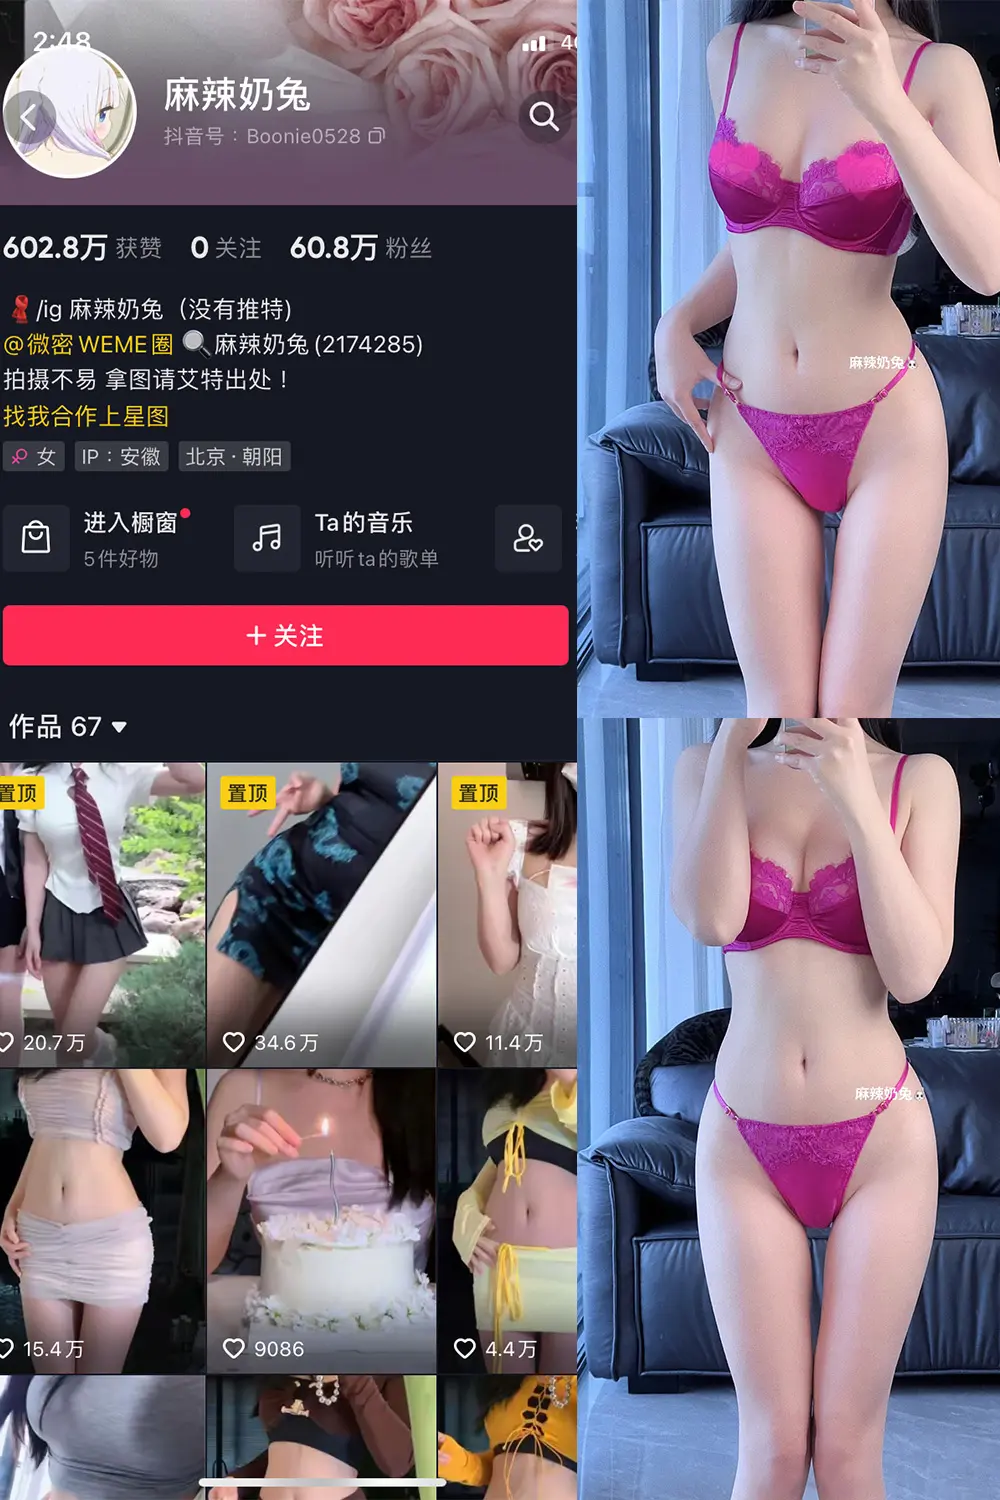 2:48
麻辣奶兔
抖音号：Boonie0528
602.8万 获赞 0 关注 60.8万 粉丝
/ig 麻辣奶兔（没有推特)
@微密WEME圈 麻辣奶兔(2174285)
拍摄不易 拿图请艾特出处！
找我合作上星图
女 IP：安徽 北京·朝阳
进入橱窗
5件好物
Ta的音乐
听听ta的歌单
+ 关注
作品 67
置顶 置顶 置顶
20.7万 34.6万 11.4万
15.4万 9086 4.4万
麻辣奶兔
麻辣奶兔